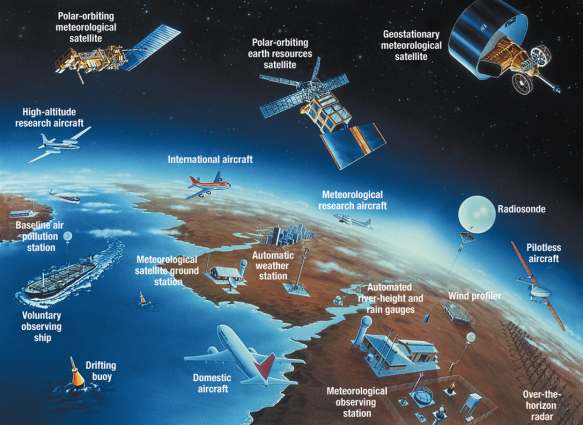 Polar-orbiting
meteorological
satellite
Polar-orbiting
earth resources
satellite
Geostationary
meteorological
satellite
High-altitude
research aircraft
International aircraft
Meteorological
research aircraft
Radiosonde
Baseline air
pollution
station
Meteorological
satellite ground
station
Automatic
weather
station
Pilotless
aircraft
Automated
river-height and
rain gauges
Wind profiler
Voluntary
observing
ship
Drifting
buoy
Domestic
aircraft
Meteorological
observing
station
Over-the-
horizon
radar